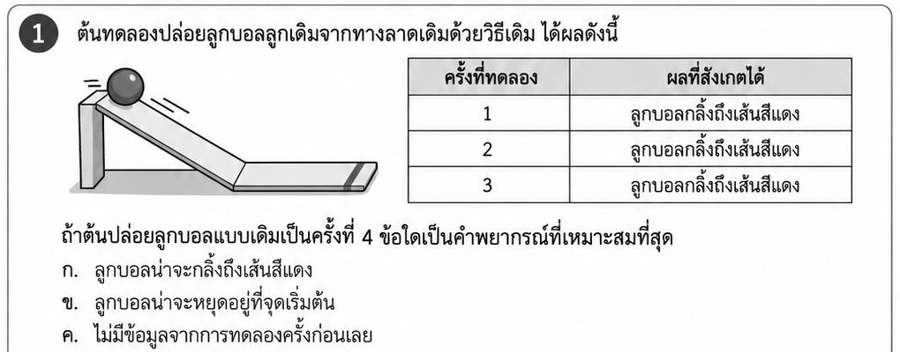 1 ต้นทดลองปล่อยลูกบอลลูกเดิมจากทางลาดเดิมด้วยวิธีเดิม ได้ผลดังนี้
ครั้งที่ทดลอง ผลที่สังเกตได้
1 ลูกบอลกลิ้งถึงเส้นสีแดง
2 ลูกบอลกลิ้งถึงเส้นสีแดง
3 ลูกบอลกลิ้งถึงเส้นสีแดง
ถ้าต้นปล่อยลูกบอลแบบเดิมเป็นครั้งที่ 4 ข้อใดเป็นคำพยากรณ์ที่เหมาะสมที่สุด
ก. ลูกบอลน่าจะกลิ้งถึงเส้นสีแดง
ข. ลูกบอลน่าจะหยุดอยู่ที่จุดเริ่มต้น
ค. ไม่มีข้อมูลจากการทดลองครั้งก่อนเลย